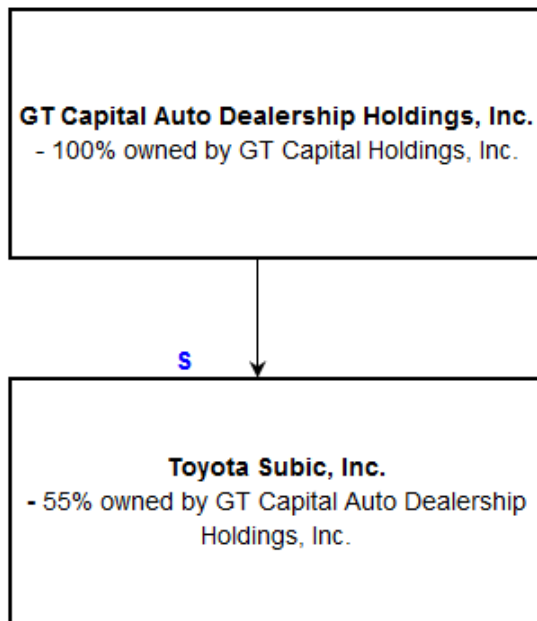 GT Capital Auto Dealership Holdings, Inc.
- 100% owned by GT Capital Holdings, Inc.
S
Toyota Subic, Inc.
- 55% owned by GT Capital Auto Dealership
Holdings, Inc.